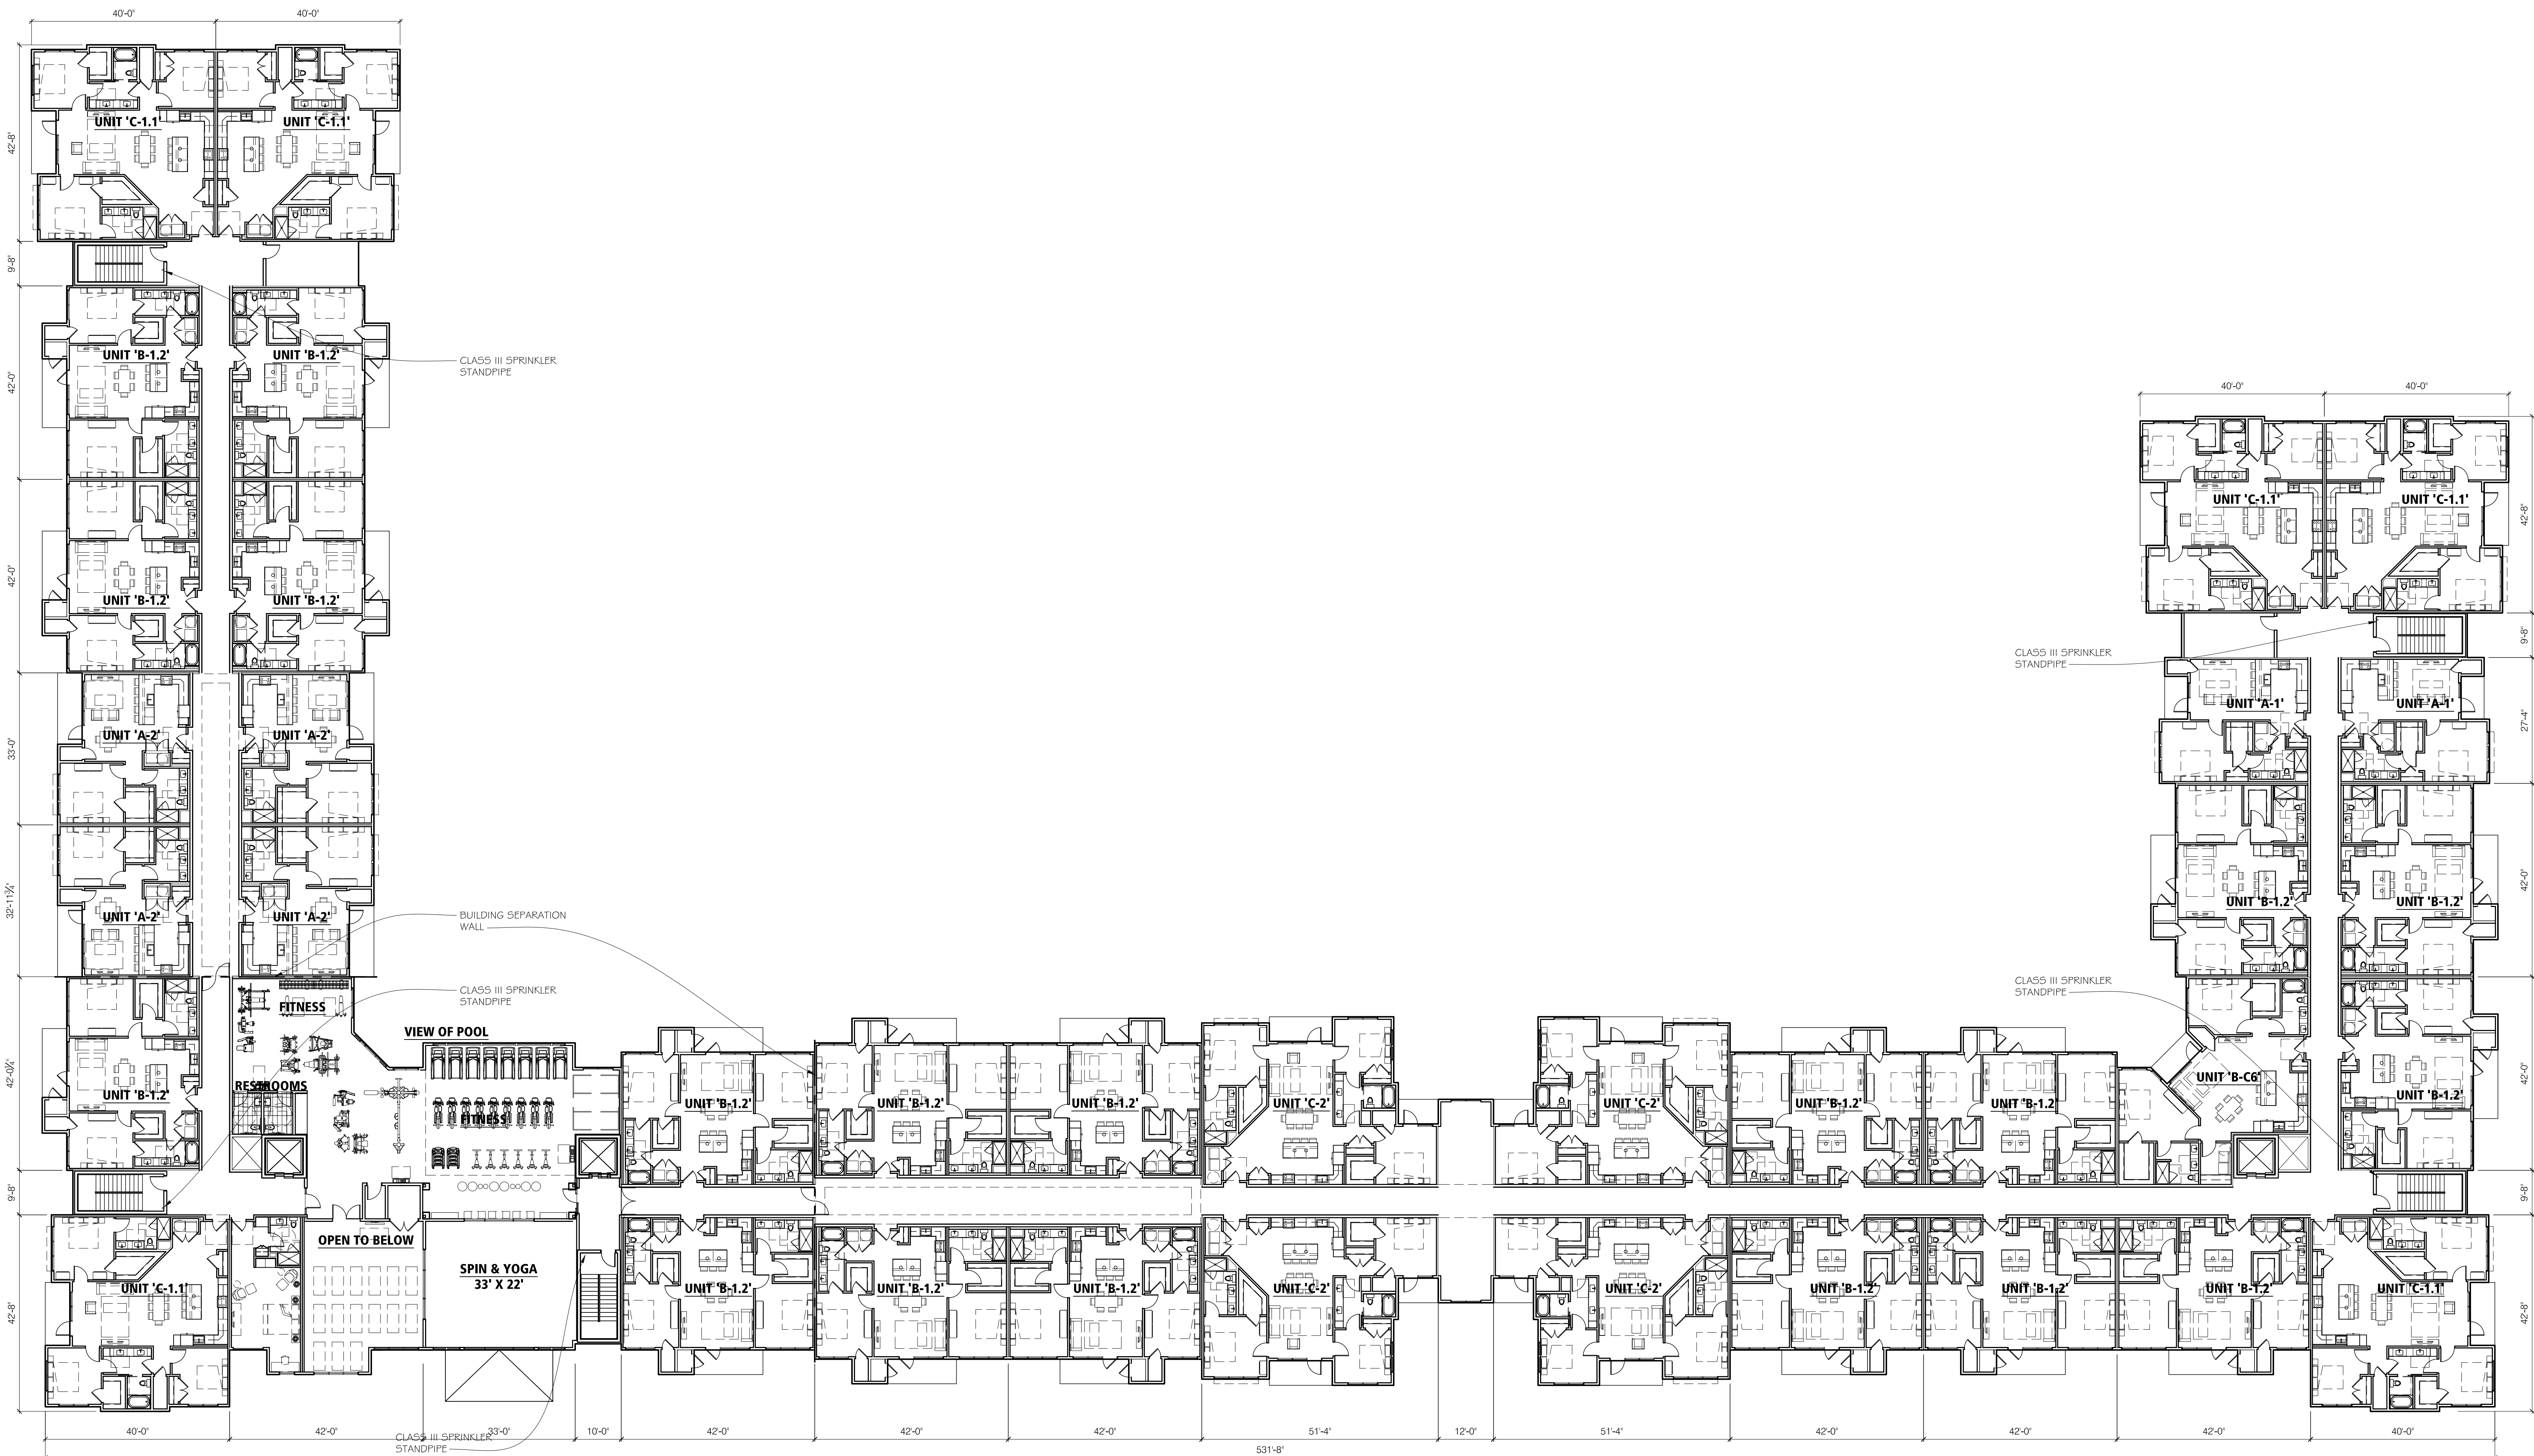 40'-0"
40'-0"
42'-8"
UNIT 'C-1.1'
UNIT 'C-1.1'
9'-8"
42'-0"
UNIT 'B-1.2'
UNIT 'B-1.2'
CLASS III SPRINKLER
STANDPIPE
40'-0"
40'-0"
42'-8"
UNIT 'C-1.1'
UNIT 'C-1.1'
42'-0"
UNIT 'B-1.2'
UNIT 'B-1.2'
9'-8"
CLASS III SPRINKLER
STANDPIPE
33'-0"
UNIT 'A-2'
UNIT 'A-2'
UNIT 'A-1'
UNIT 'A-1'
27'-4"
32'-11¾"
UNIT 'A-2'
UNIT 'A-2'
BUILDING SEPARATION
WALL
UNIT 'B-1.2'
UNIT 'B-1.2'
42'-0"
CLASS III SPRINKLER
STANDPIPE
CLASS III SPRINKLER
STANDPIPE
FITNESS
VIEW OF POOL
42'-0¼"
UNIT 'B-1.2'
RESTROOMS
FITNESS
UNIT 'B-1.2'
UNIT 'B-1.2'
UNIT 'B-1.2'
UNIT 'C-2'
UNIT 'C-2'
UNIT 'B-1.2'
UNIT 'B-1.2'
UNIT 'B-C6'
UNIT 'B-1.2'
42'-0"
9'-8"
9'-8"
OPEN TO BELOW
SPIN & YOGA
33' X 22'
42'-8"
UNIT 'C-1.1'
UNIT 'B-1.2'
UNIT 'B-1.2'
UNIT 'B-1.2'
UNIT 'C-2'
UNIT 'C-2'
UNIT 'B-1.2'
UNIT 'B-1.2'
UNIT 'B-1.2'
UNIT 'C-1.1'
42'-8"
40'-0"
42'-0"
33'-0"
10'-0"
42'-0"
42'-0"
42'-0"
51'-4"
12'-0"
51'-4"
42'-0"
42'-0"
42'-0"
40'-0"
CLASS III SPRINKLER
STANDPIPE
531'-8"